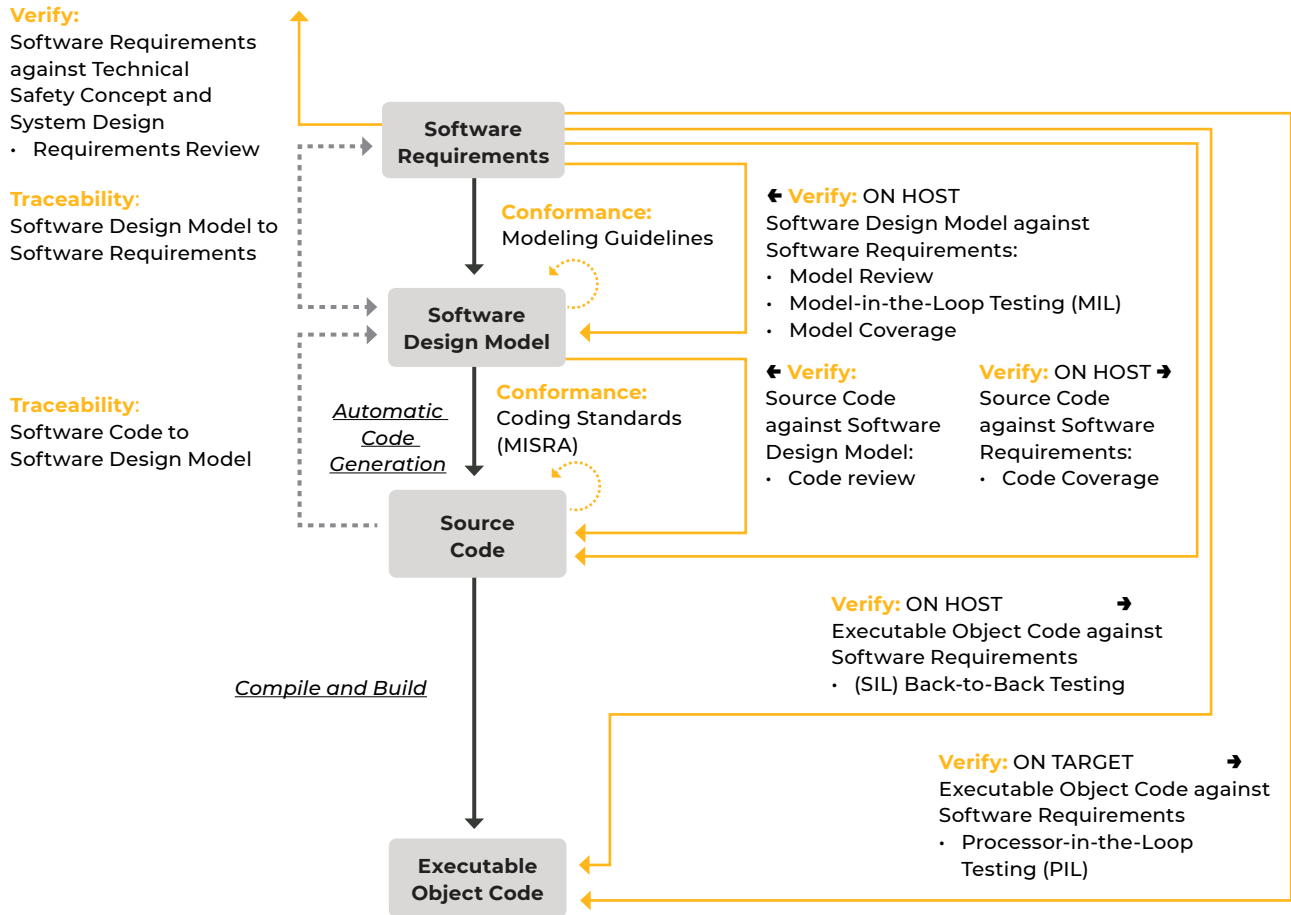 Verify:
Software Requirements
against Technical
Safety Concept and
System Design
• Requirements Review
Traceability:
Software Design Model to
Software Requirements
Traceability:
Software Code to
Software Design Model
Software
Requirements
Conformance:
Modeling Guidelines
Software
Design Model
Automatic
Code
Generation
Conformance:
Coding Standards
(MISRA)
Source
Code
Compile and Build
Executable
Object Code
← Verify: ON HOST
Software Design Model against
Software Requirements:
• Model Review
• Model-in-the-Loop Testing (MIL)
• Model Coverage
← Verify:
Source Code
against Software
Design Model:
• Code review
Verify: ON HOST →
Source Code
against Software
Requirements:
• Code Coverage
Verify: ON HOST →
Executable Object Code against
Software Requirements
• (SIL) Back-to-Back Testing
Verify: ON TARGET →
Executable Object Code against
Software Requirements
• Processor-in-the-Loop
Testing (PIL)